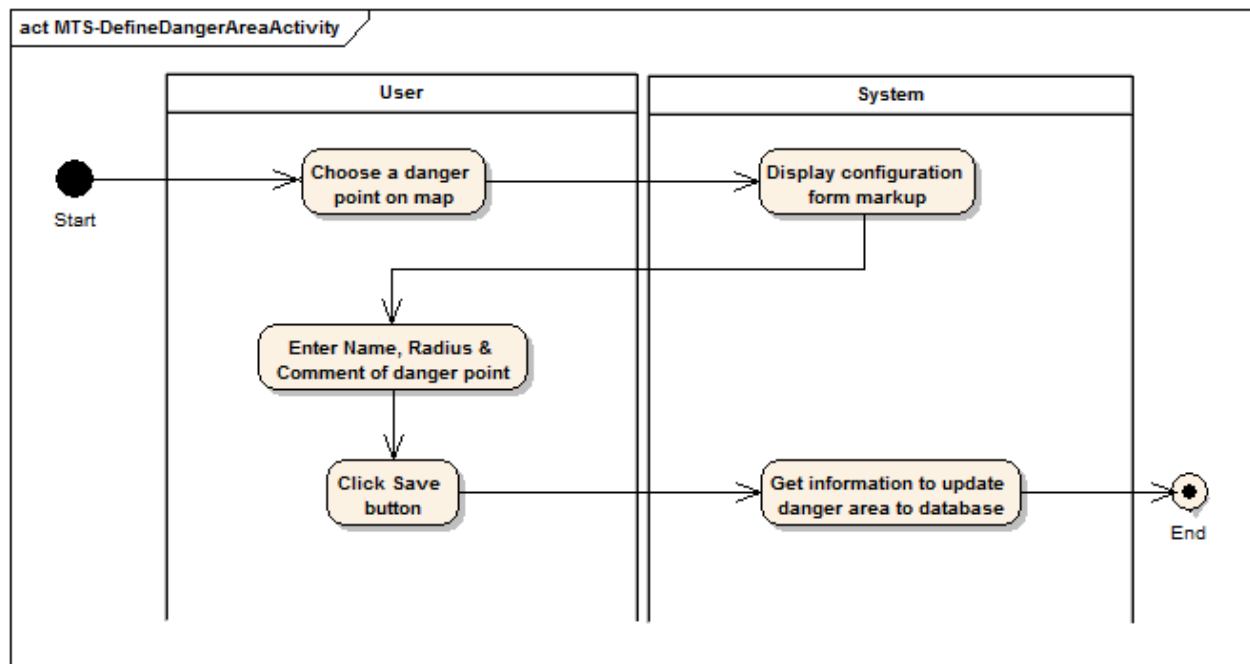 act MTS-DefineDangerAreaActivity
User
System
Start
Choose a danger
point on map
Display configuration
form markup
Enter Name, Radius &
Comment of danger point
Click Save
button
Get information to update
danger area to database
End